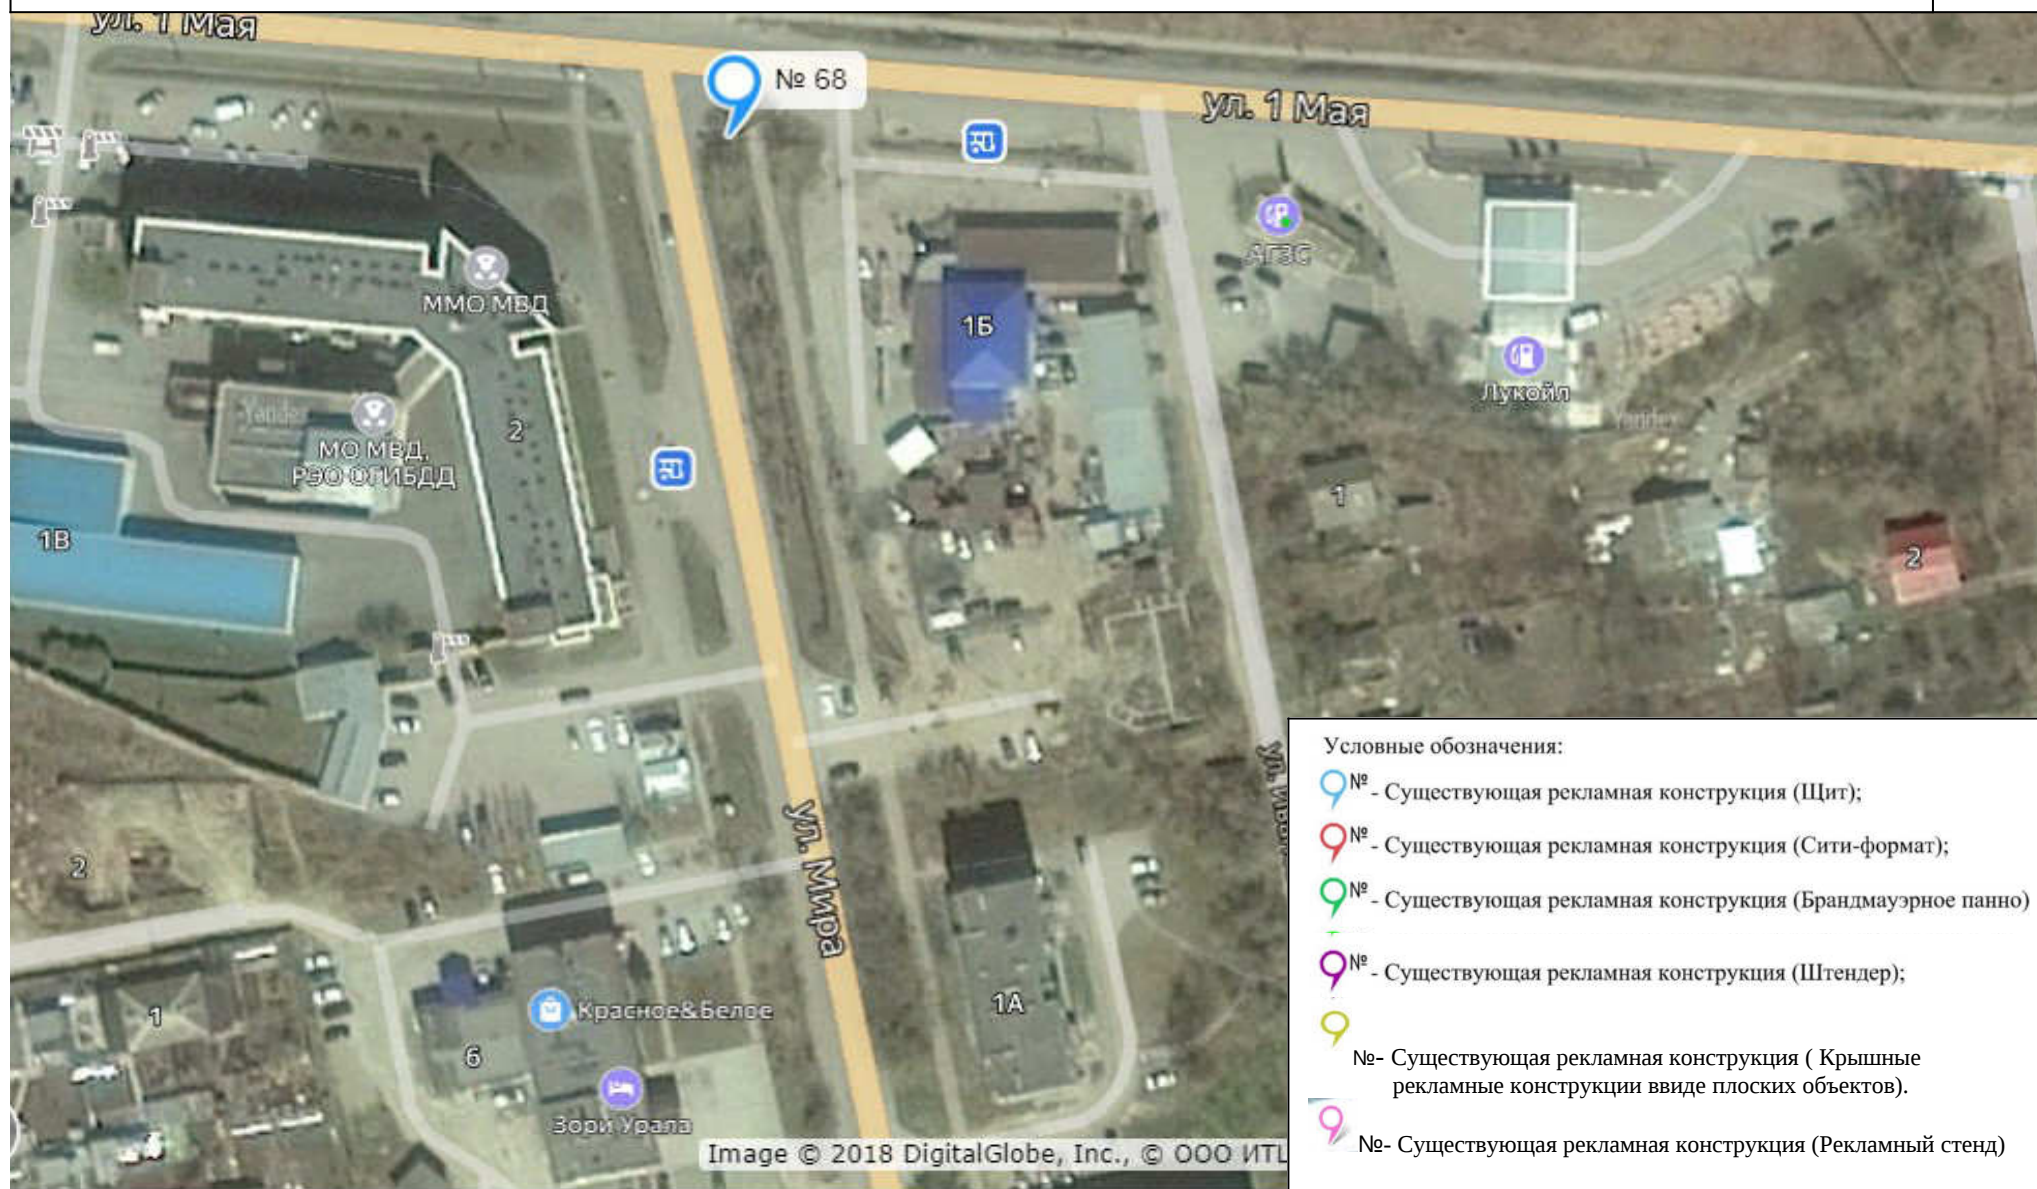 ул. 1 Мая
№ 68
ул. 1 Мая
АГЗС
ММО МВД
1Б
Лукойл
Yandex
Yandex
2
МО МВД,
РЭО ОГИБДД
1
1В
2
ул. Мира
2
1
1А
Красное&Белое
6
Зори Урала
Image © 2018 DigitalGlobe, Inc., © ООО ИТЦ
Условные обозначения:
№ - Существующая рекламная конструкция (Щит);
№ - Существующая рекламная конструкция (Сити-формат);
№ - Существующая рекламная конструкция (Брандмауэрное панно)
№ - Существующая рекламная конструкция (Штендер);
№- Существующая рекламная конструкция ( Крышные
рекламные конструкции ввиде плоских объектов).
№- Существующая рекламная конструкция (Рекламный стенд)